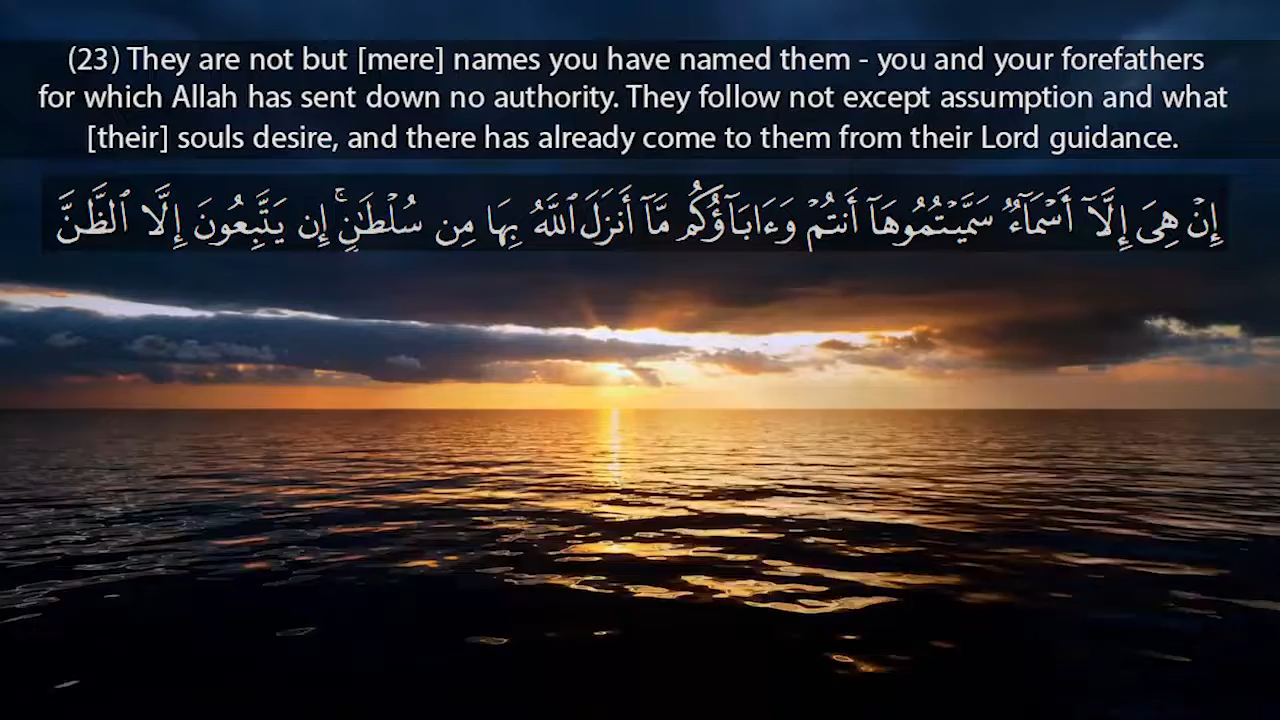 (23) They are not but [mere] names you have named them - you and your forefathers
for which Allah has sent down no authority. They follow not except assumption and what
[their] souls desire, and there has already come to them from their Lord guidance.
إِنْ هِىَ إِلَّآ أَسْمَآءٌ سَمَّيْتُمُوهَآ أَنتُمْ وَءَابَآؤُكُم مَّآ أَنزَلَ ٱللَّهُ بِهَا مِن سُلْطَٰنٍ ۚ إِن يَتَّبِعُونَ إِلَّا ٱلظَّنَّ